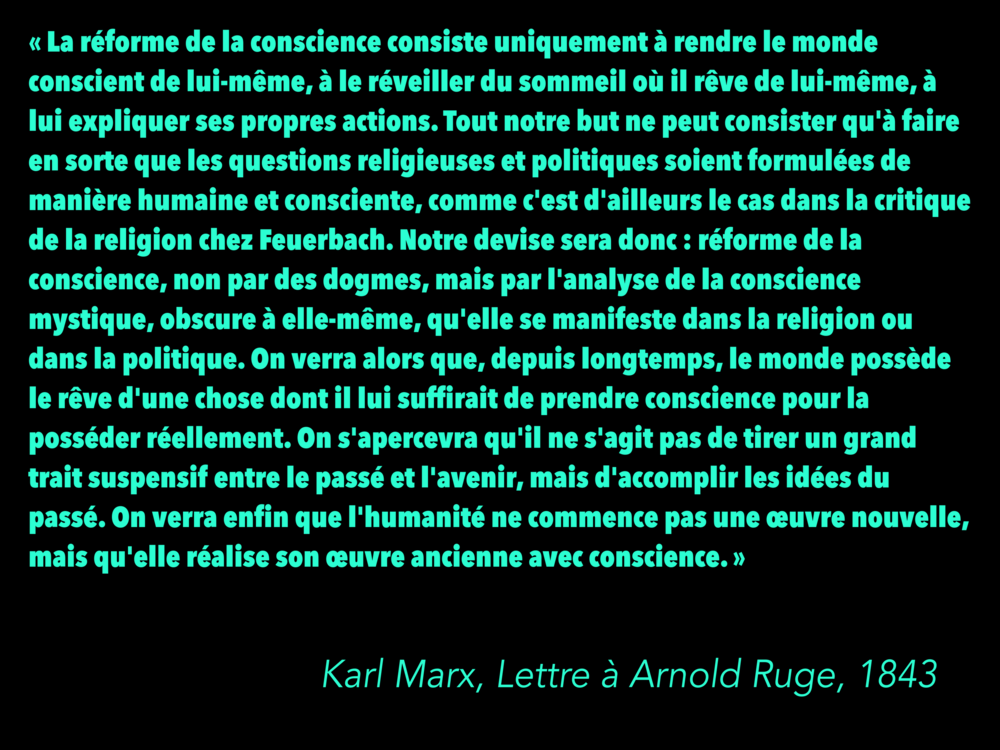 « La réforme de la conscience consiste uniquement à rendre le monde
conscient de lui-même, à le réveiller du sommeil où il rêve de lui-même, à
lui expliquer ses propres actions. Tout notre but ne peut consister qu'à faire
en sorte que les questions religieuses et politiques soient formulées de
manière humaine et consciente, comme c'est d'ailleurs le cas dans la critique
de la religion chez Feuerbach. Notre devise sera donc : réforme de la
conscience, non par des dogmes, mais par l'analyse de la conscience
mystique, obscure à elle-même, qu'elle se manifeste dans la religion ou
dans la politique. On verra alors que, depuis longtemps, le monde possède
le rêve d'une chose dont il lui suffirait de prendre conscience pour la
posséder réellement. On s'apercevra qu'il ne s'agit pas de tirer un grand
trait suspensif entre le passé et l'avenir, mais d'accomplir les idées du
passé. On verra enfin que l'humanité ne commence pas une œuvre nouvelle,
mais qu'elle réalise son œuvre ancienne avec conscience. »
Karl Marx, Lettre à Arnold Ruge, 1843